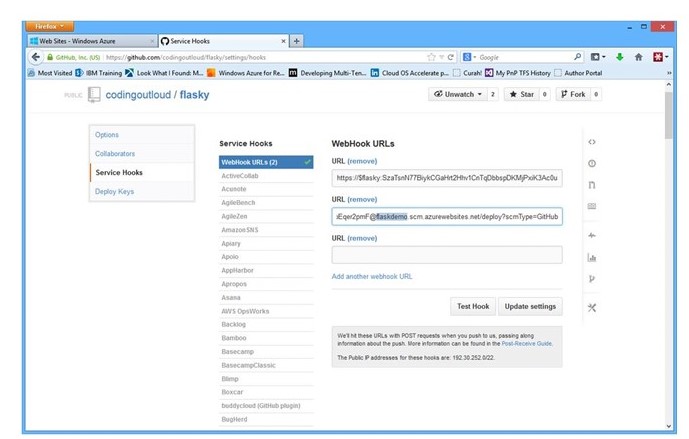 Firefox
Web Sites - Windows Azure
Service Hooks
GitHub, Inc. (US) https://github.com/codingoutloud/flasky/settings/hooks
Google
Most Visited IBM Training Look What I Found: M... Windows Azure for Re... Developing Multi-Ten... Cloud OS Accelerate p... Curah! My PnP TFS History Author Portal
PUBLIC codingoutloud / flasky
Unwatch 2 Star 0 Fork 0
Options
Collaborators
Service Hooks
Deploy Keys
Service Hooks
WebHook URLs (2)
ActiveCollab
Acunote
AgileBench
AgileZen
AmazonSNS
Apiary
Apoio
AppHarbor
Apropos
Asana
AWS OpsWorks
Backlog
Bamboo
Basecamp
BasecampClassic
Blimp
Boxcar
buddycloud (GitHub plugin)
BugHerd
WebHook URLs
URL (remove)
URL (remove)
@flaskdemo.scm.azurewebsites.net/deploy?scmType=GitHub
URL (remove)
Add another webhook URL
Test Hook Update settings
We'll hit these URLs with POST requests when you push to us, passing along
information about the push. More information can be found in the Post-Receive Guide.
The Public IP addresses for these hooks are: 192.30.252.0/22.